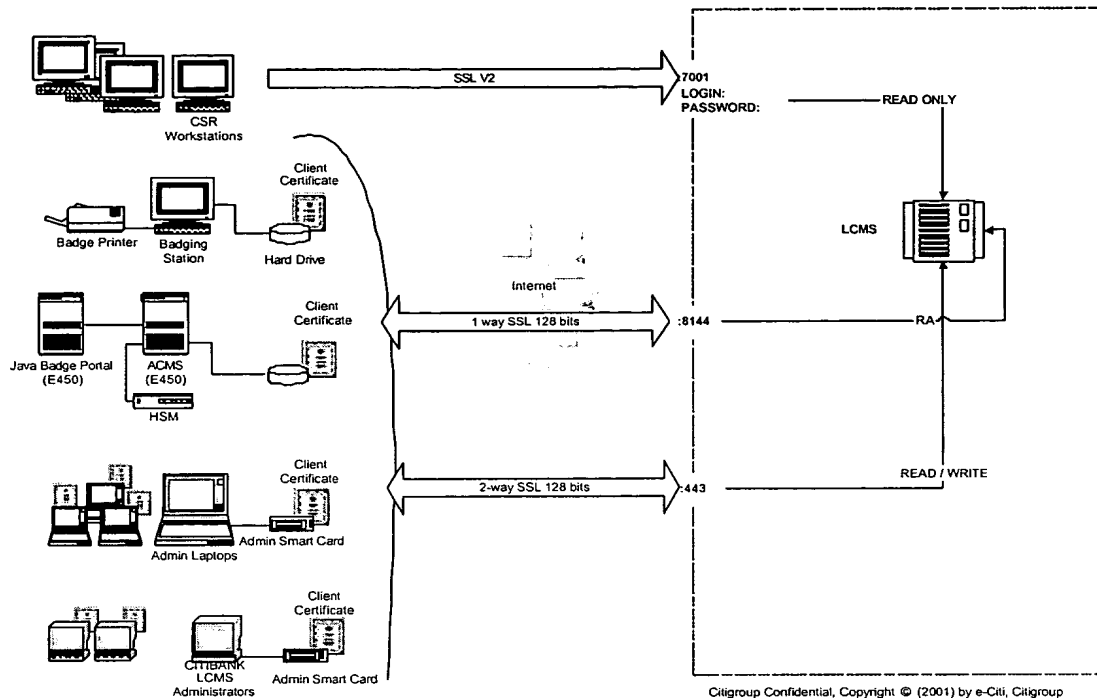 SSL V2
:7001
LOGIN:
PASSWORD:
READ ONLY
CSR
Workstations
Client
Certificate
Badge Printer
Badging
Station
Hard Drive
LCMS
Internet
Client
Certificate
1 way SSL 128 bits
:8144
RA
Java Badge Portal
(E450)
ACMS
(E450)
HSM
Client
Certificate
READ / WRITE
2-way SSL 128 bits
:443
Admin Laptops
Admin Smart Card
Client
Certificate
CITIBANK
LCMS
Administrators
Admin Smart Card
Citigroup Confidential, Copyright © (2001) by e-Citi, Citigroup